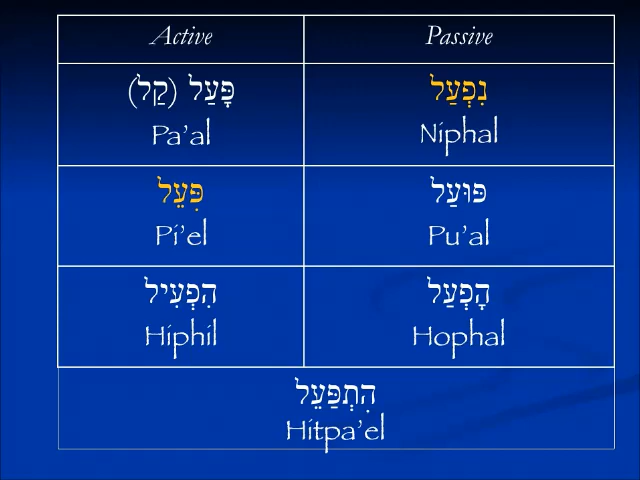 Active
Passive
פָּעַל (קַל)
Pa'al
נִפְעַל
Niphal
פִּעֵל
Pi'el
פּוּעַל
Pu'al
הִפְעִיל
Hiphil
הָפְעַל
Hophal
הִתְפַּעֵל
Hitpa'el